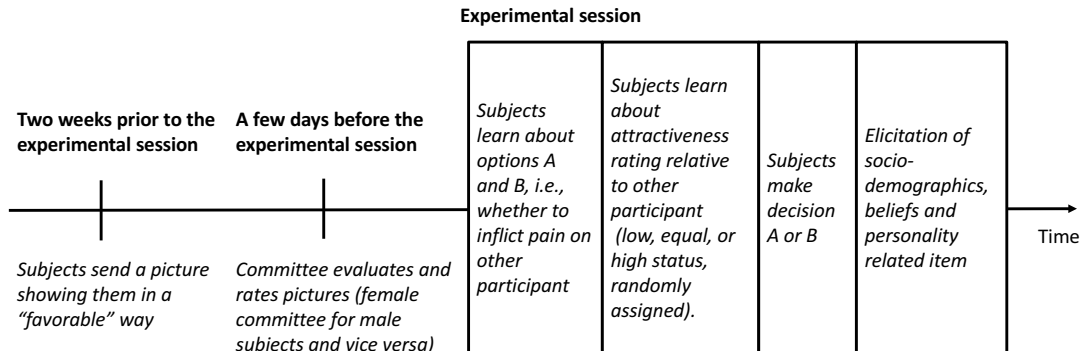 Experimental session
Two weeks prior to the
experimental session
A few days before the
experimental session
Subjects send a picture
showing them in a
“favorable” way
Committee evaluates and
rates pictures (female
committee for male
subjects and vice versa)
Subjects
learn about
options A
and B, i.e.,
whether to
inflict pain on
other
participant
Subjects learn
about
attractiveness
rating relative
to other
participant
(low, equal, or
high status,
randomly
assigned).
Subjects
make
decision
A or B
Elicitation of
socio-
demographics,
beliefs and
personality
related item
Time